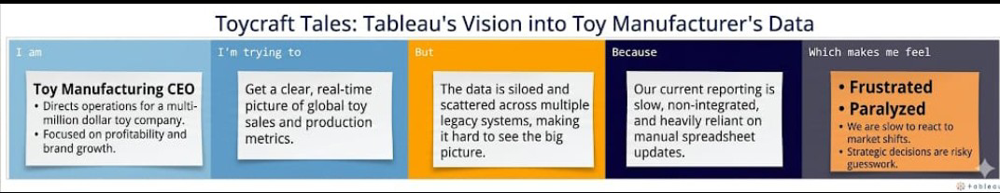 Toycraft Tales: Tableau's Vision into Toy Manufacturer's Data
I am
Toy Manufacturing CEO
• Directs operations for a multi-
million dollar toy company.
• Focused on profitability and
brand growth.
I'm trying to
Get a clear, real-time
picture of global toy
sales and production
metrics.
But
The data is siloed and
scattered across multiple
legacy systems, making
it hard to see the big
picture.
Because
Our current reporting is
slow, non-integrated,
and heavily reliant on
manual spreadsheet
updates.
Which makes me feel
• Frustrated
• Paralyzed
• We are slow to react to
market shifts.
• Strategic decisions are risky
guesswork.